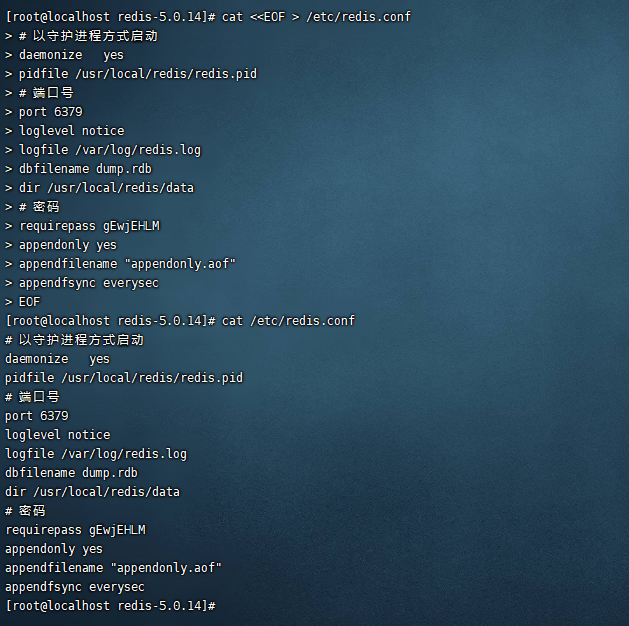 [root@localhost redis-5.0.14]# cat <<EOF > /etc/redis.conf
> # 以守护进程方式启动
> daemonize   yes
> pidfile /usr/local/redis/redis.pid
> # 端口号
> port 6379
> loglevel notice
> logfile /var/log/redis.log
> dbfilename dump.rdb
> dir /usr/local/redis/data
> # 密码
> requirepass gEwjEHLM
> appendonly yes
> appendfilename "appendonly.aof"
> appendfsync everysec
> EOF
[root@localhost redis-5.0.14]# cat /etc/redis.conf
# 以守护进程方式启动
daemonize   yes
pidfile /usr/local/redis/redis.pid
# 端口号
port 6379
loglevel notice
logfile /var/log/redis.log
dbfilename dump.rdb
dir /usr/local/redis/data
# 密码
requirepass gEwjEHLM
appendonly yes
appendfilename "appendonly.aof"
appendfsync everysec
[root@localhost redis-5.0.14]#